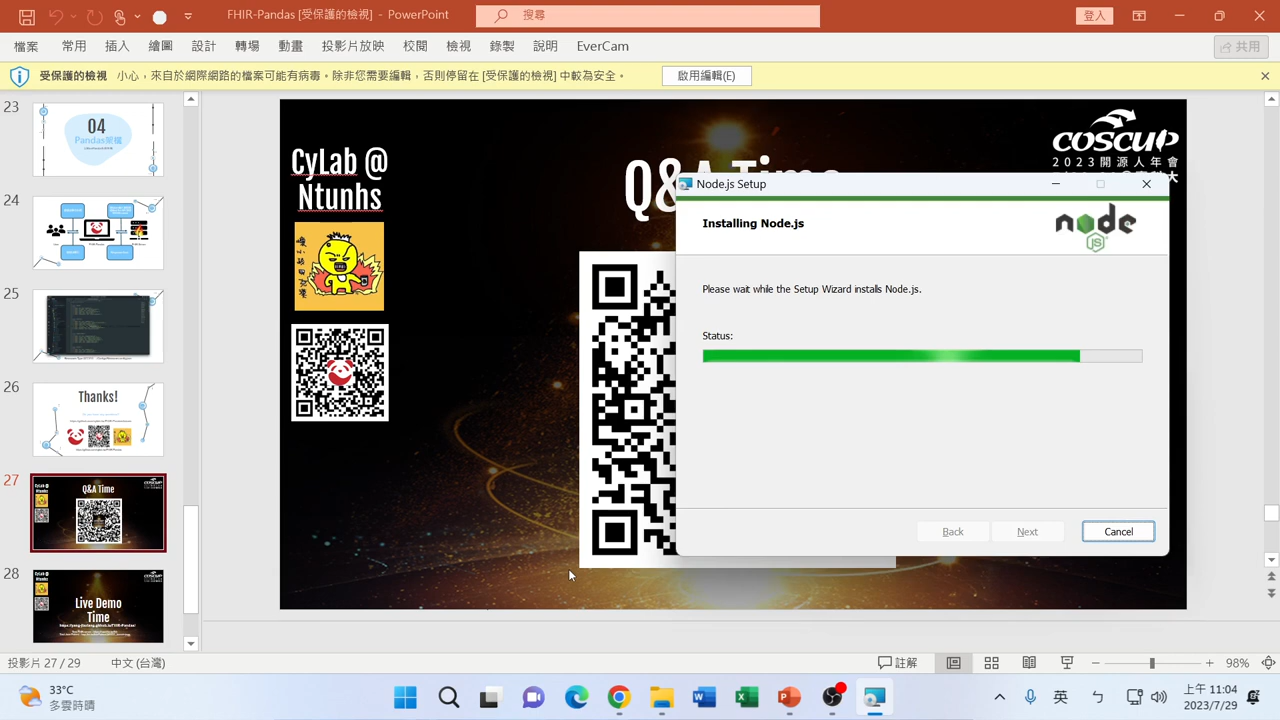 FHIR-Pandas [受保護的檢視] - PowerPoint
搜尋
登入
檔案 常用 插入 繪圖 設計 轉場 動畫 投影片放映 校閱 檢視 錄製 說明 EverCam
共用
受保護的檢視 小心，來自於網際網路的檔案可能有病毒。除非您需要編輯，否則停留在 [受保護的檢視] 中較為安全。
啟用編輯(E)
23
04
Pandas架構
24
25
26
Thanks!
27
CyLab @
Ntunhs
Q&A Time
28
CyLab @
Ntunhs
Live Demo
Time
CyLab @
Ntunhs
Q&A Time
COSCUP
2023開源人年會
Node.js Setup
Installing Node.js
node
JS
Please wait while the Setup Wizard installs Node.js.
Status:
Back
Next
Cancel
投影片 27 / 29
中文 (台灣)
註解
98%
33°C
多雲時晴
英
上午 11:04
2023/7/29